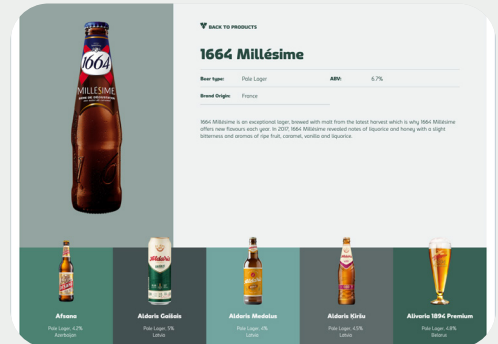 BACK TO PRODUCTS
1664 Millésime
Beer type: Pale Lager ABV: 6.7%
Brand Origin: France
1664 Millésime is an exceptional lager, brewed with malt from the latest harvest which is why 1664 Millésime
offers new flavours each year. In 2017, 1664 Millésime revealed notes of liquorice and honey with a slight
bitterness and aromas of ripe fruit, caramel, vanilla and liquorice.
1664
MILLÉSIME
Afsana
Pale Lager, 4.2%
Azerbaijan
Aldaris Gaišais
Pale Lager, 5%
Latvia
Aldaris Medalus
Pale Lager, 4%
Latvia
Aldaris Ķiršu
Pale Lager, 4.5%
Latvia
Alivaria 1894 Premium
Pale Lager, 4.8%
Belarus